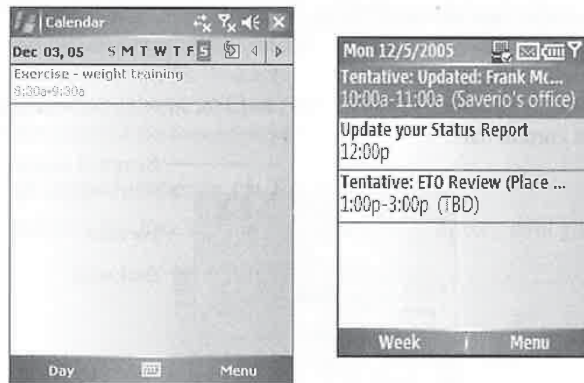 Calendar
Dec 03, 05 S M T W T F S
Exercise - weight training
8:30a-9:30a
Day Menu
Mon 12/5/2005
Tentative: Updated: Frank Mc...
10:00a-11:00a (Saverio's office)
Update your Status Report
12:00p
Tentative: ETO Review (Place ...
1:00p-3:00p (TBD)
Week Menu